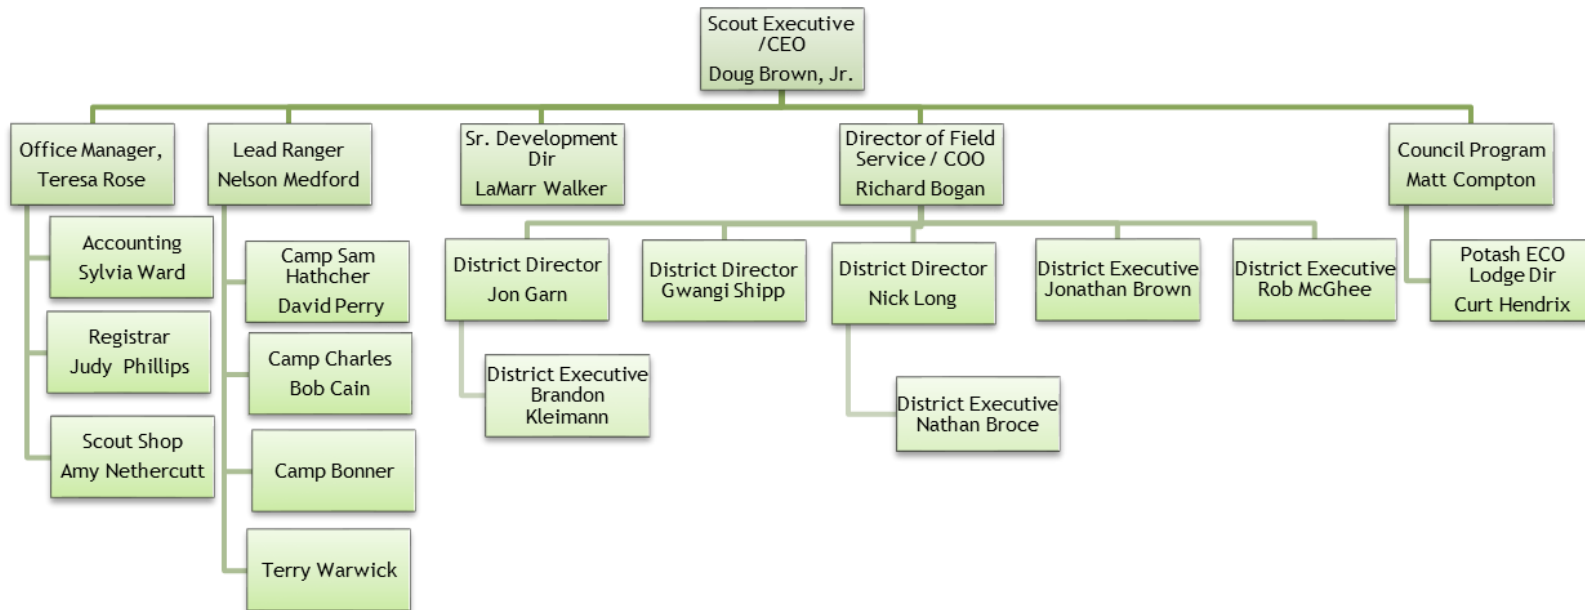 Scout Executive
/CEO
Doug Brown, Jr.
Office Manager,
Teresa Rose
Lead Ranger
Nelson Medford
Sr. Development
Dir
LaMarr Walker
Director of Field
Service / COO
Richard Bogan
Council Program
Matt Compton
Accounting
Sylvia Ward
Registrar
Judy Phillips
Scout Shop
Amy Nethercutt
Camp Sam
Hathcher
David Perry
Camp Charles
Bob Cain
Camp Bonner
Terry Warwick
District Director
Jon Garn
District Executive
Brandon
Kleimann
District Director
Gwangi Shipp
District Director
Nick Long
District Executive
Nathan Broce
District Executive
Jonathan Brown
District Executive
Rob McGhee
Potash ECO
Lodge Dir
Curt Hendrix